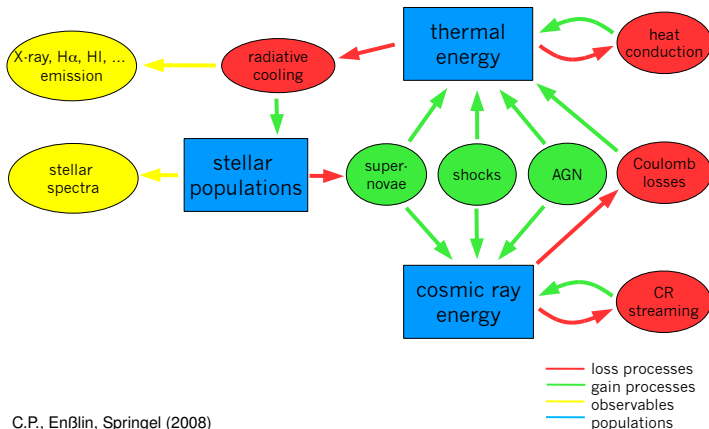 X-ray, Hα, HI, ...
emission
radiative
cooling
thermal
energy
heat
conduction
stellar
spectra
stellar
populations
super-
novae
shocks
AGN
Coulomb
losses
cosmic ray
energy
CR
streaming
loss processes
gain processes
observables
populations
C.P., Enßlin, Springel (2008)